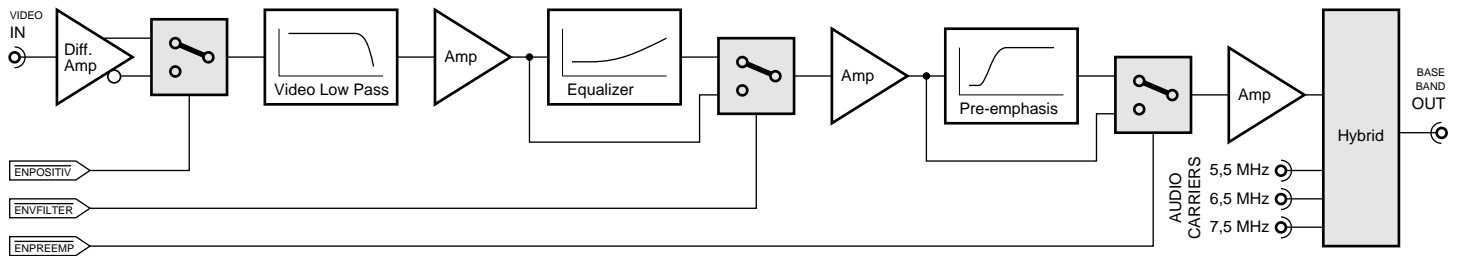 VIDEO
IN
Diff.
Amp
Video Low Pass
Amp
Equalizer
Amp
Pre-emphasis
Amp
Hybrid
BASE
BAND
OUT
ENPOSITIV
ENVFILTER
ENPREEMP
AUDIO
CARRIERS
5,5 MHz
6,5 MHz
7,5 MHz